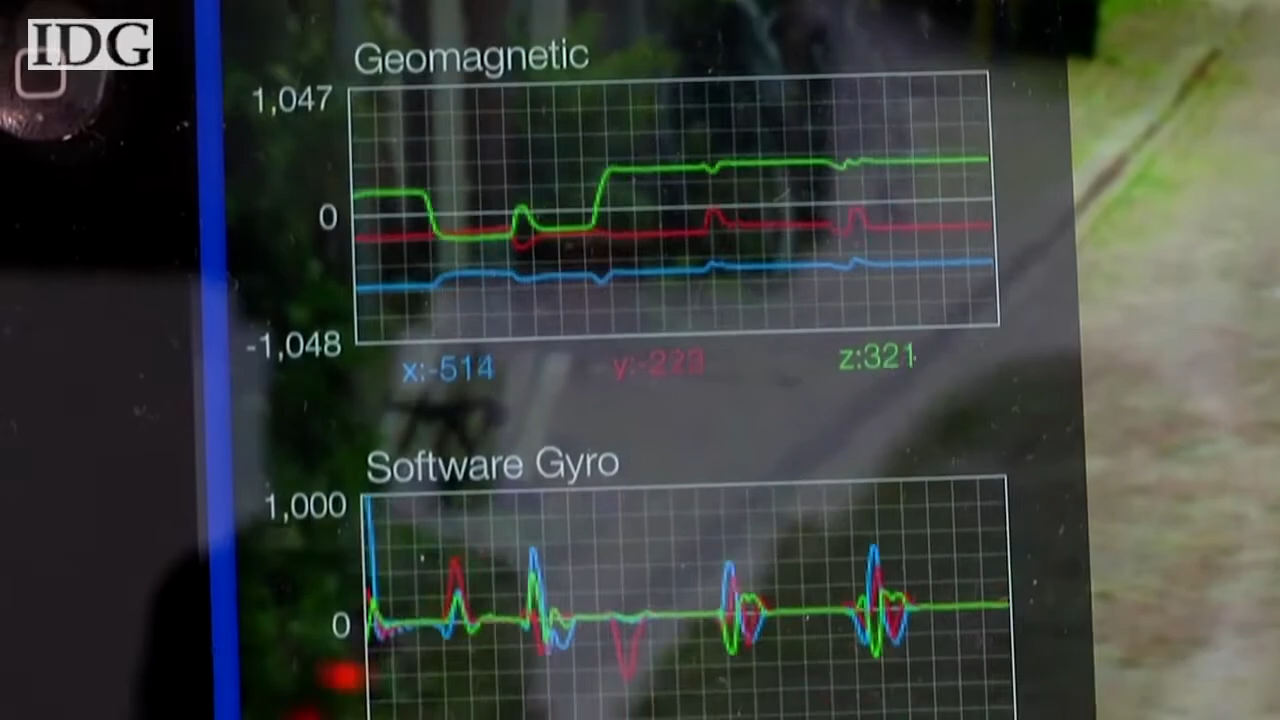 IDG
Geomagnetic
1,047
0
-1,048
x:-514 z:321
Software Gyro
1,000
0